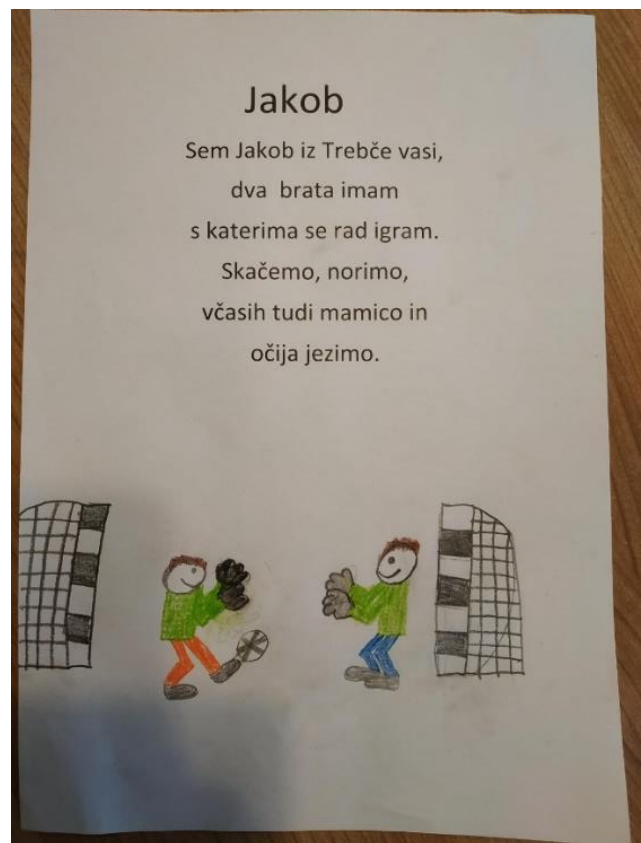 Jakob
Sem Jakob iz Trebče vasi,
dva brata imam
s katerima se rad igram.
Skačemo, norimo,
včasih tudi mamico in
očija jezimo.